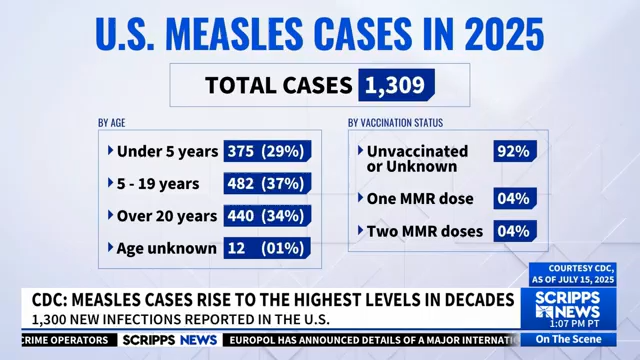 U.S. MEASLES CASES IN 2025
TOTAL CASES 1,309
BY AGE
Under 5 years 375 (29%)
5 - 19 years 482 (37%)
Over 20 years 440 (34%)
Age unknown 12 (01%)
BY VACCINATION STATUS
Unvaccinated
or Unknown 92%
One MMR dose 04%
Two MMR doses 04%
COURTESY CDC,
AS OF JULY 15, 2025
CDC: MEASLES CASES RISE TO THE HIGHEST LEVELS IN DECADES
1,300 NEW INFECTIONS REPORTED IN THE U.S.
SCRIPPS
NEWS
1:07 PM PT
On The Scene
CRIME OPERATORS SCRIPPS NEWS EUROPOL HAS ANNOUNCED DETAILS OF A MAJOR INTERNATI